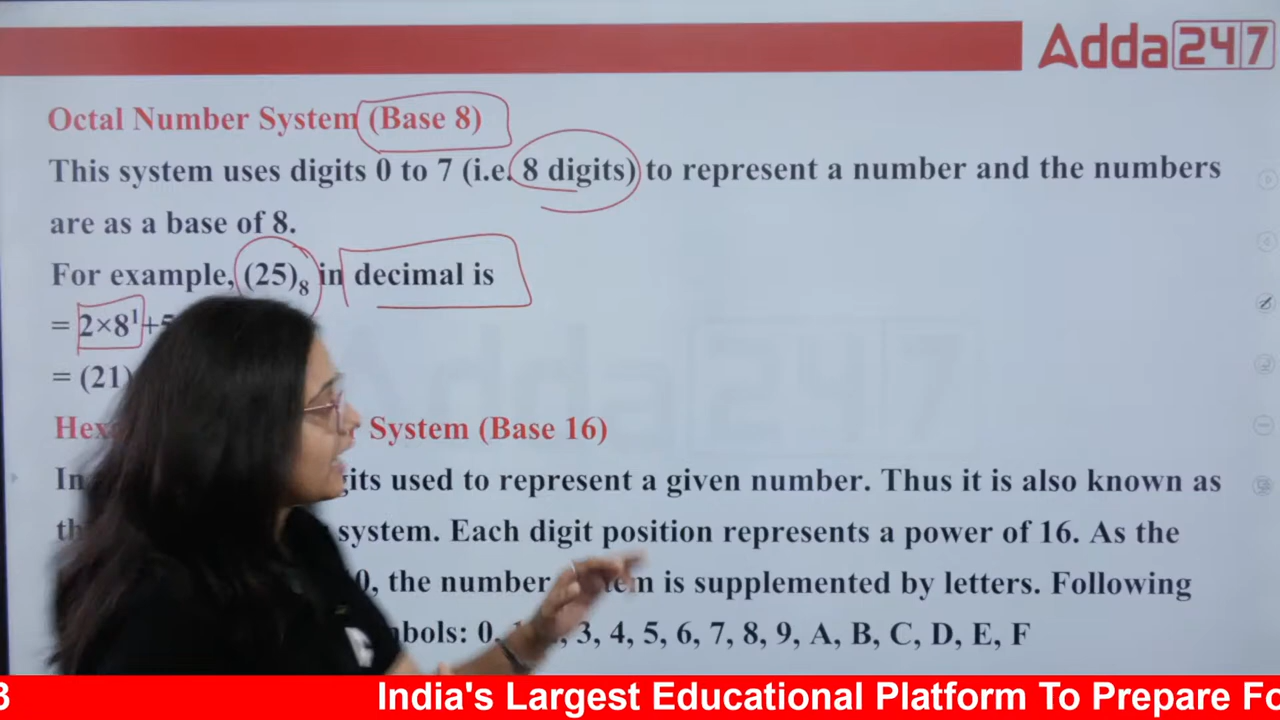 Adda247
Octal Number System (Base 8)
This system uses digits 0 to 7 (i.e. 8 digits) to represent a number and the numbers
are as a base of 8.
For example, (25)₈ in decimal is
= 2×8¹+
= (21)
System (Base 16)
In used to represent a given number. Thus it is also known as
system. Each digit position represents a power of 16. As the
the number is supplemented by letters. Following
0, 3, 4, 5, 6, 7, 8, 9, A, B, C, D, E, F
3 India's Largest Educational Platform To Prepare